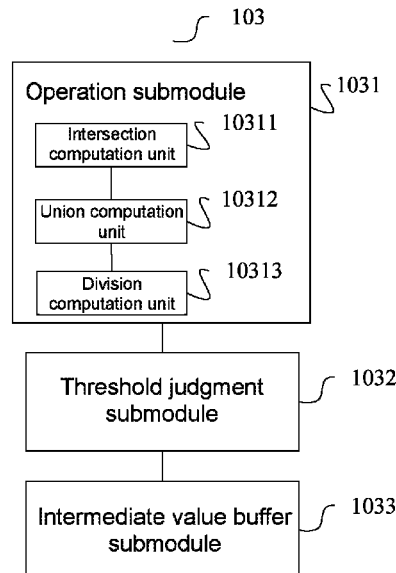 103
Operation submodule
1031
Intersection
computation unit
10311
Union computation
unit
10312
Division
computation unit
10313
Threshold judgment
submodule
1032
Intermediate value buffer
submodule
1033